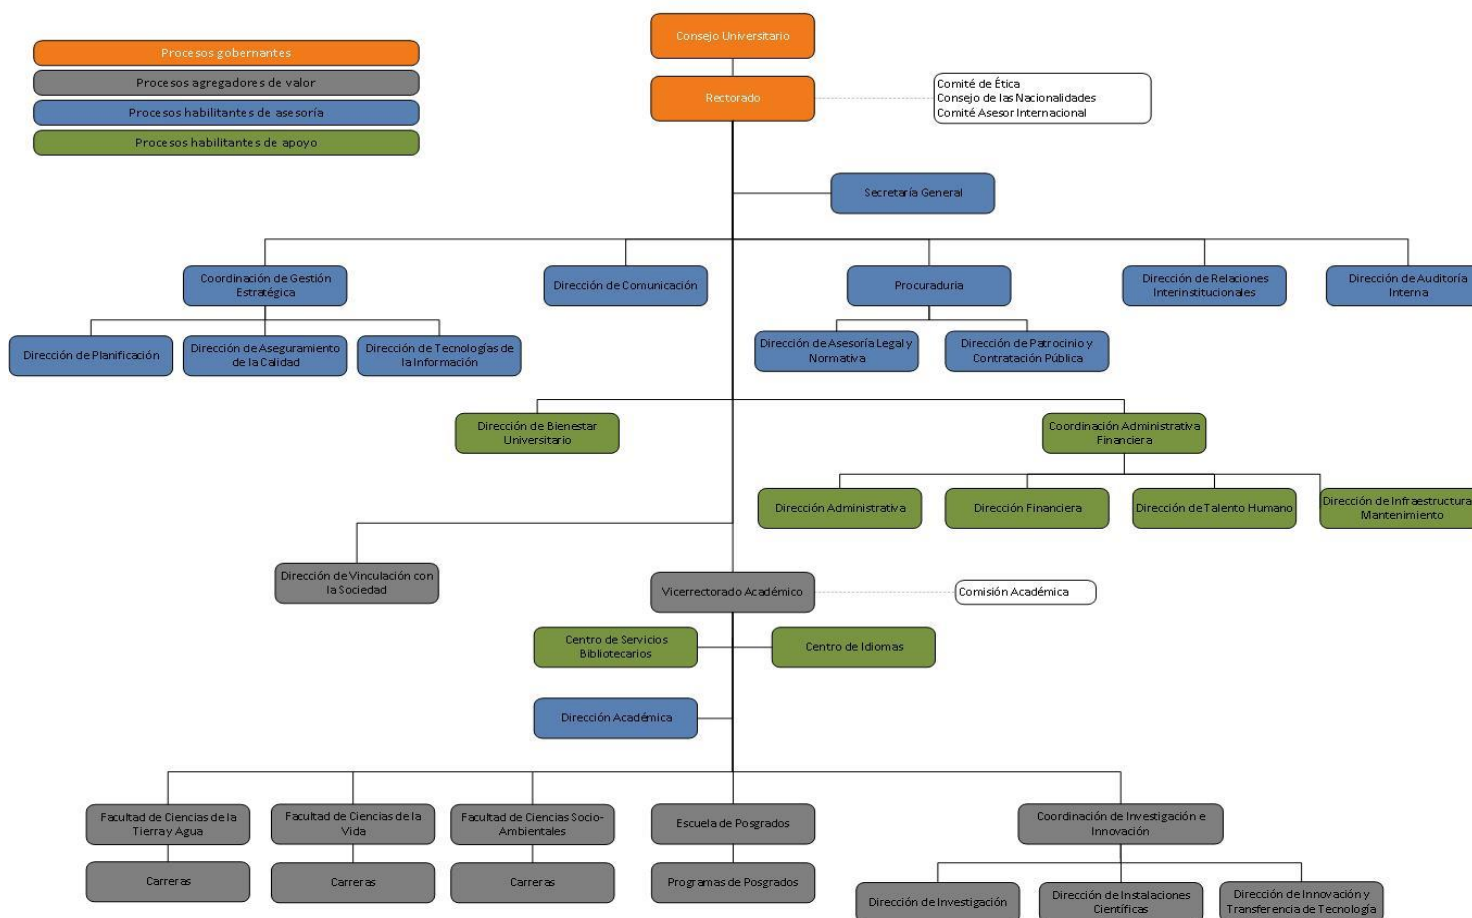 Procesos gobernantes
Procesos agregadores de valor
Procesos habilitantes de asesoría
Procesos habilitantes de apoyo
Consejo Universitario
Rectorado
Comité de Ética
Consejo de las Nacionalidades
Comité Asesor Internacional
Secretaría General
Coordinación de Gestión
Estratégica
Dirección de Comunicación
Procuraduria
Dirección de Relaciones
Interinstitucionales
Dirección de Auditoría
Interna
Dirección de Planificación
Dirección de Aseguramiento
de la Calidad
Dirección de Tecnologías de
la Información
Dirección de Asesoría Legal y
Normativa
Dirección de Patrocinio y
Contratación Pública
Dirección de Bienestar
Universitario
Coordinación Administrativa
Financiera
Dirección Administrativa
Dirección Financiera
Dirección de Talento Humano
Dirección de Infraestructura
Mantenimiento
Dirección de Vinculación con
la Sociedad
Vicerrectorado Académico
Comisión Académica
Centro de Servicios
Bibliotecarios
Centro de Idiomas
Dirección Académica
Facultad de Ciencias de la
Tierra y Agua
Facultad de Ciencias de la
Vida
Facultad de Ciencias Socio-
Ambientales
Escuela de Posgrados
Coordinación de Investigación e
Innovación
Carreras
Carreras
Carreras
Programas de Posgrados
Dirección de Investigación
Dirección de Instalaciones
Científicas
Dirección de Innovación y
Transferencia de Tecnología